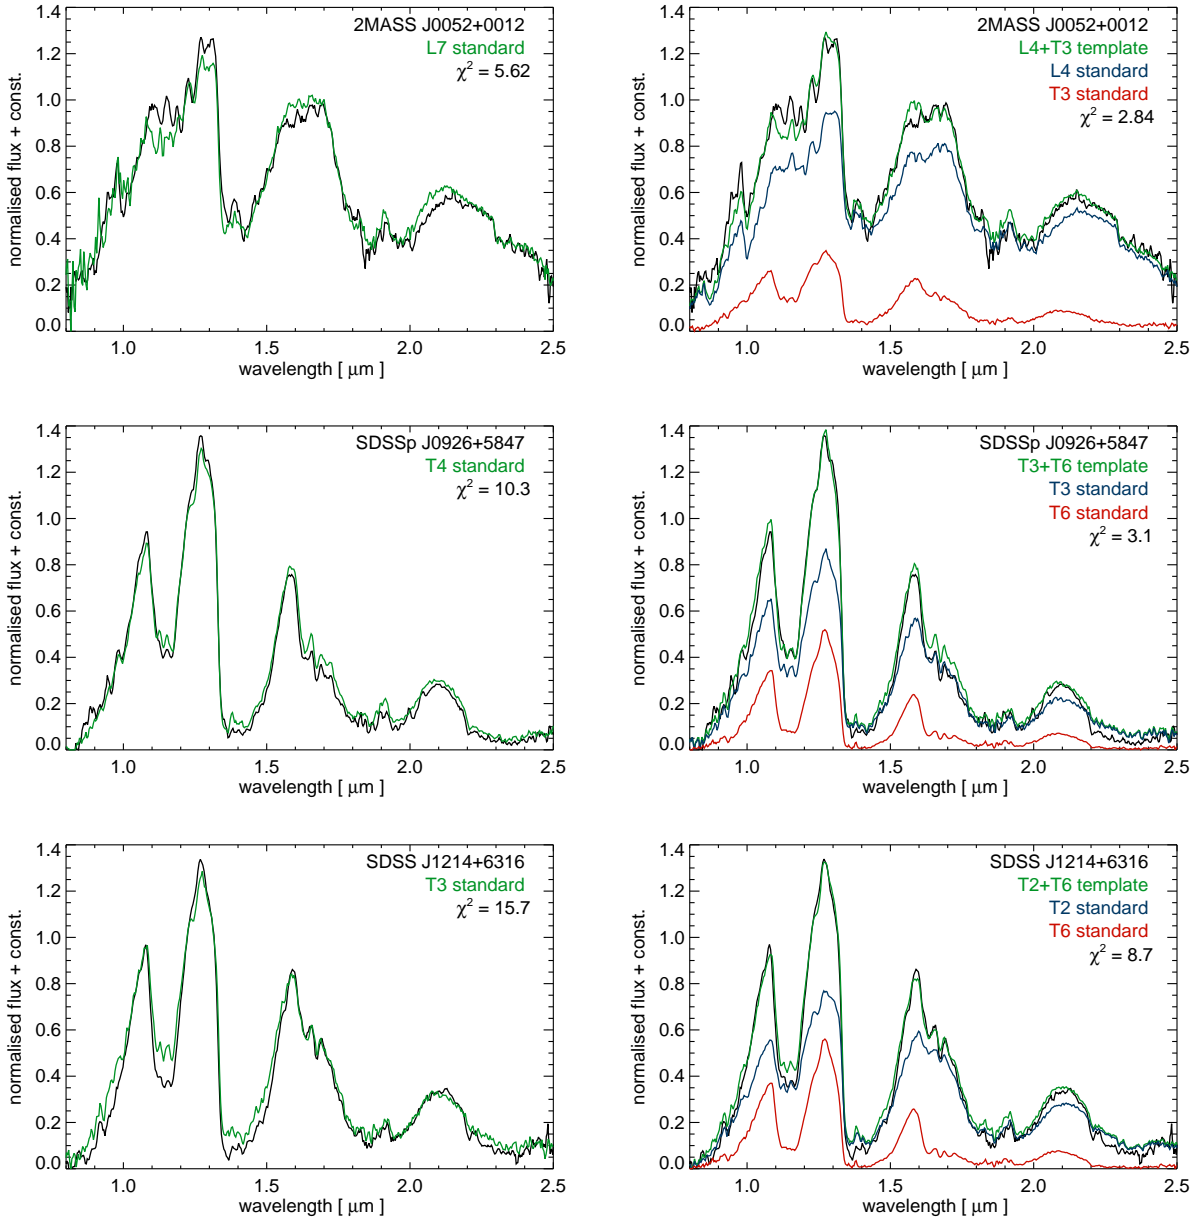 2MASS J0052+0012
L7 standard
χ² = 5.62
normalised flux + const.
1.4
1.2
1.0
0.8
0.6
0.4
0.2
0.0
1.0 1.5 2.0 2.5
wavelength [ μm ]
2MASS J0052+0012
L4+T3 template
L4 standard
T3 standard
χ² = 2.84
normalised flux + const.
1.4
1.2
1.0
0.8
0.6
0.4
0.2
0.0
1.0 1.5 2.0 2.5
wavelength [ μm ]
SDSSp J0926+5847
T4 standard
χ² = 10.3
normalised flux + const.
1.4
1.2
1.0
0.8
0.6
0.4
0.2
0.0
1.0 1.5 2.0 2.5
wavelength [ μm ]
SDSSp J0926+5847
T3+T6 template
T3 standard
T6 standard
χ² = 3.1
normalised flux + const.
1.4
1.2
1.0
0.8
0.6
0.4
0.2
0.0
1.0 1.5 2.0 2.5
wavelength [ μm ]
SDSS J1214+6316
T3 standard
χ² = 15.7
normalised flux + const.
1.4
1.2
1.0
0.8
0.6
0.4
0.2
0.0
1.0 1.5 2.0 2.5
wavelength [ μm ]
SDSS J1214+6316
T2+T6 template
T2 standard
T6 standard
χ² = 8.7
normalised flux + const.
1.4
1.2
1.0
0.8
0.6
0.4
0.2
0.0
1.0 1.5 2.0 2.5
wavelength [ μm ]